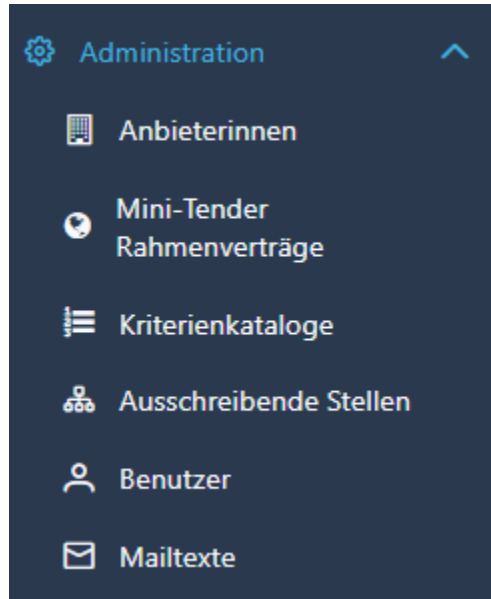 Administration
Anbieterinnen
Mini-Tender
Rahmenverträge
Kriterienkataloge
Ausschreibende Stellen
Benutzer
Mailtexte